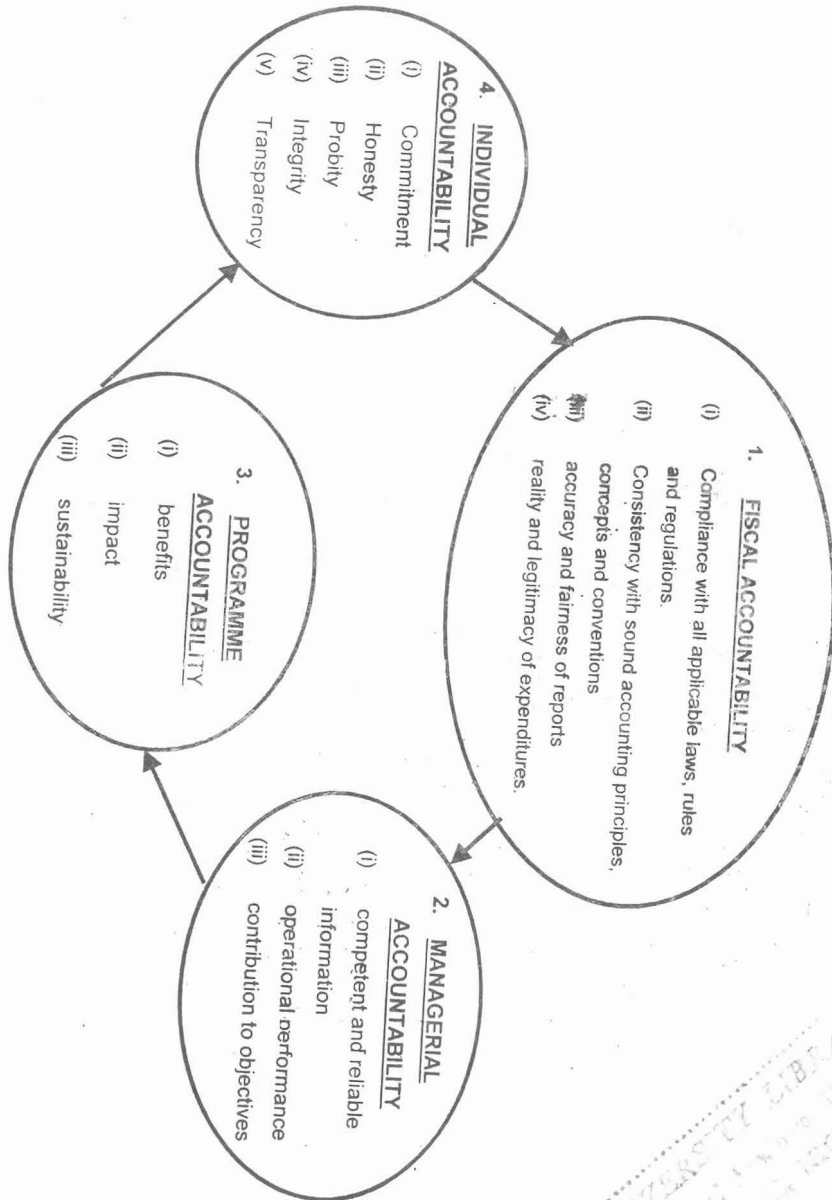 1. FISCAL ACCOUNTABILITY
(i) Compliance with all applicable laws, rules
and regulations.
(ii) Consistency with sound accounting principles,
concepts and conventions
(iii) accuracy and fairness of reports
(iv) reality and legitimacy of expenditures.
2. MANAGERIAL
ACCOUNTABILITY
(i) competent and reliable
information
(ii) operational performance
(iii) contribution to objectives
3. PROGRAMME
ACCOUNTABILITY
(i) benefits
(ii) impact
(iii) sustainability
4. INDIVIDUAL
ACCOUNTABILITY
(i) Commitment
(ii) Honesty
(iii) Probity
(iv) Integrity
(v) Transparency